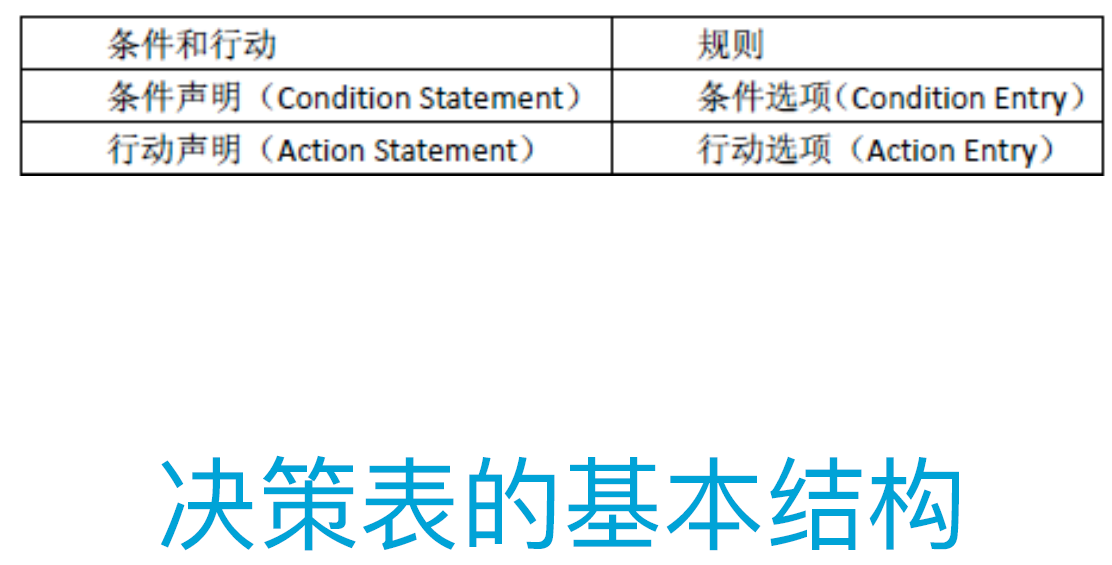 条件和行动 规则
条件声明（Condition Statement） 条件选项（Condition Entry）
行动声明（Action Statement） 行动选项（Action Entry）
决策表的基本结构